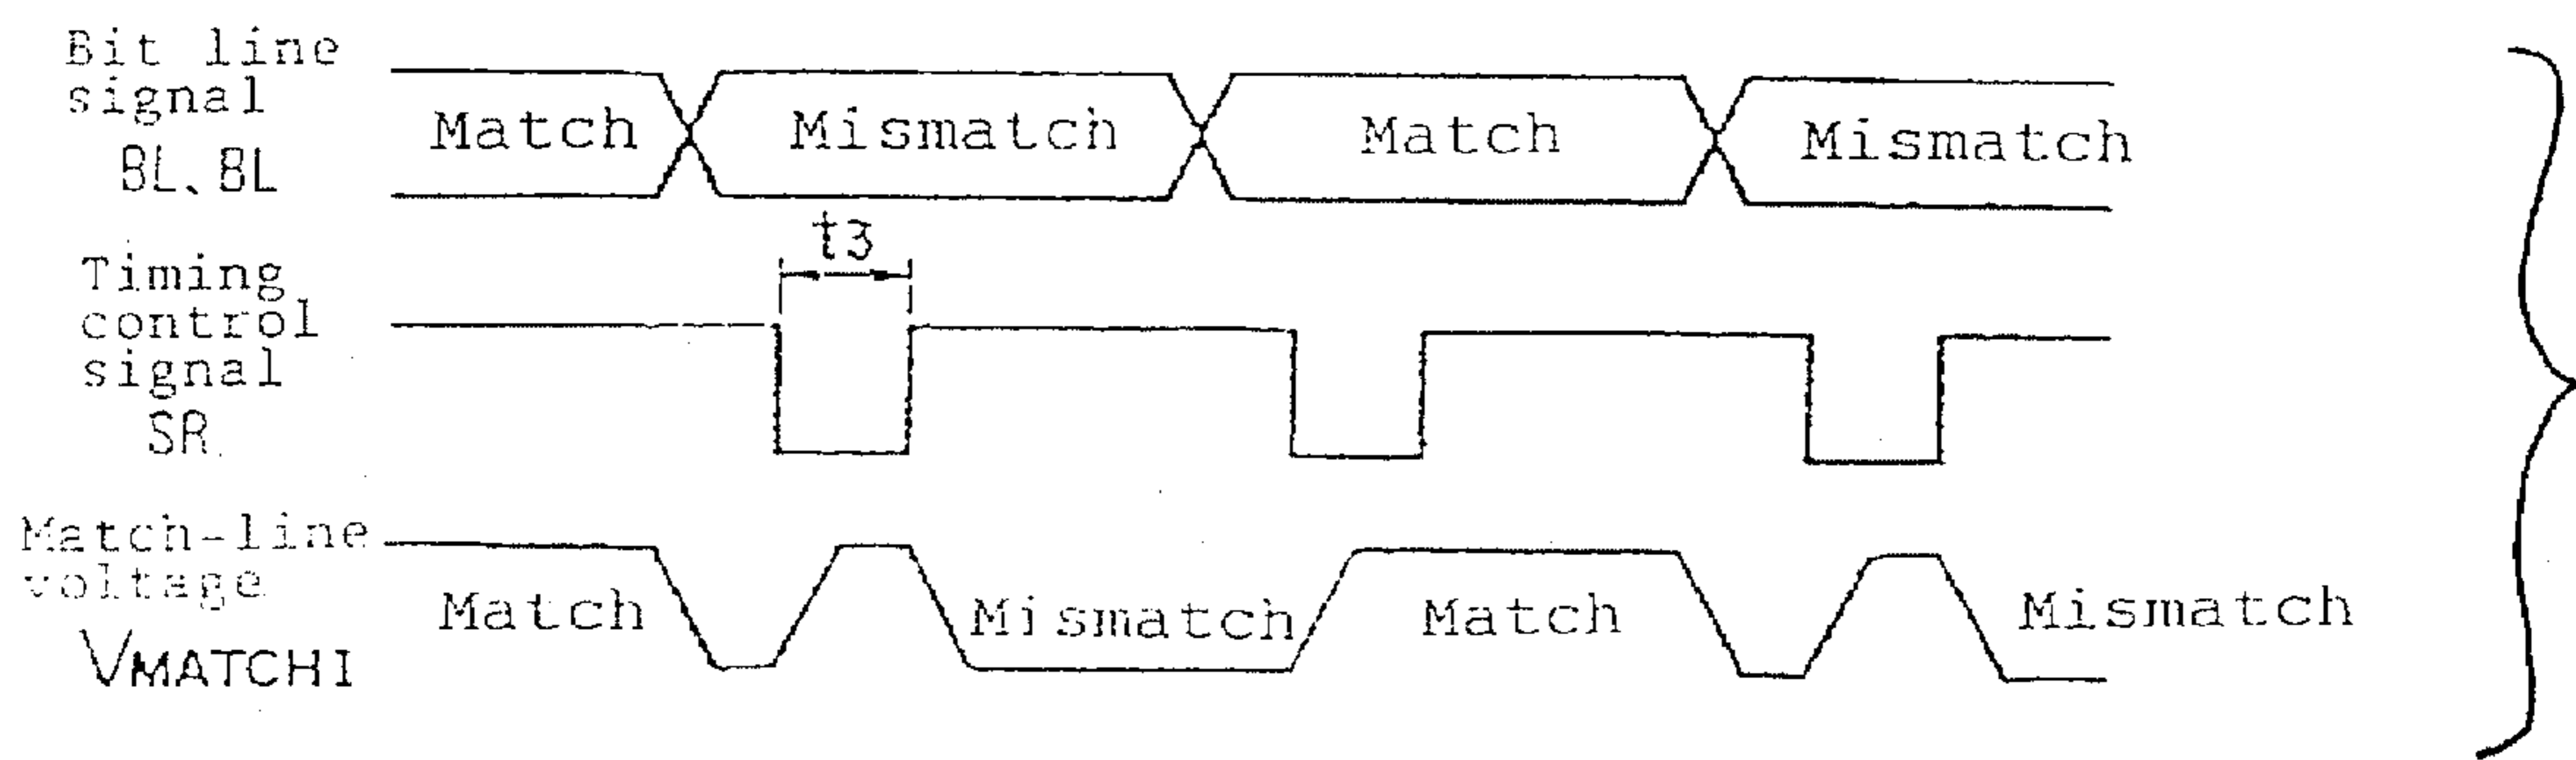 Bit line
signal
BL、BL
Match
Mismatch
Match
Mismatch
t3
Timing
control
signal
SR
Match-line
voltage
VMATCHI
Match
Mismatch
Match
Mismatch